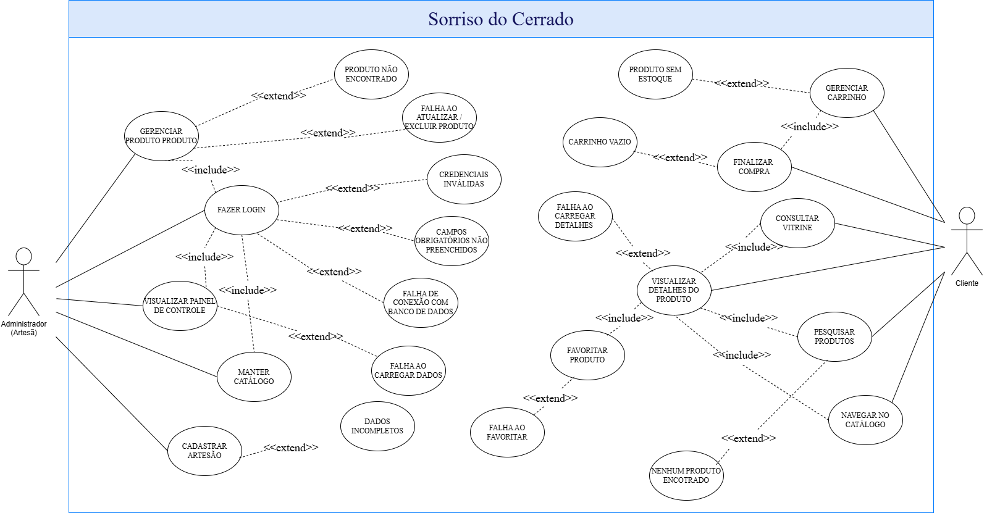 Sorriso do Cerrado
PRODUTO NÃO
ENCONTRADO
<<extend>>
FALHA AO
ATUALIZAR /
EXCLUIR PRODUTO
<<extend>>
GERENCIAR
PRODUTO PRODUTO
<<include>>
CREDENCIAIS
INVÁLIDAS
<<extend>>
FAZER LOGIN
<<extend>>
CAMPOS
OBRIGATÓRIOS NÃO
PREENCHIDOS
<<include>>
<<extend>>
<<include>>
FALHA DE
CONEXÃO COM
BANCO DE DADOS
VISUALIZAR PAINEL
DE CONTROLE
Administrador
(Artesã)
<<extend>>
FALHA AO
CARREGAR DADOS
MANTER
CATÁLOGO
DADOS
INCOMPLETOS
CADASTRAR
ARTESÃO
<<extend>>
PRODUTO SEM
ESTOQUE
<<extend>>
GERENCIAR
CARRINHO
<<include>>
CARRINHO VAZIO
<<extend>>
FINALIZAR
COMPRA
FALHA AO
CARREGAR
DETALHES
CONSULTAR
VITRINE
<<extend>>
<<include>>
Cliente
VISUALIZAR
DETALHES DO
PRODUTO
<<include>>
<<include>>
PESQUISAR
PRODUTOS
FAVORITAR
PRODUTO
<<include>>
<<extend>>
FALHA AO
FAVORITAR
NAVEGAR NO
CATÁLOGO
<<extend>>
NENHUM PRODUTO
ENCOTRADO